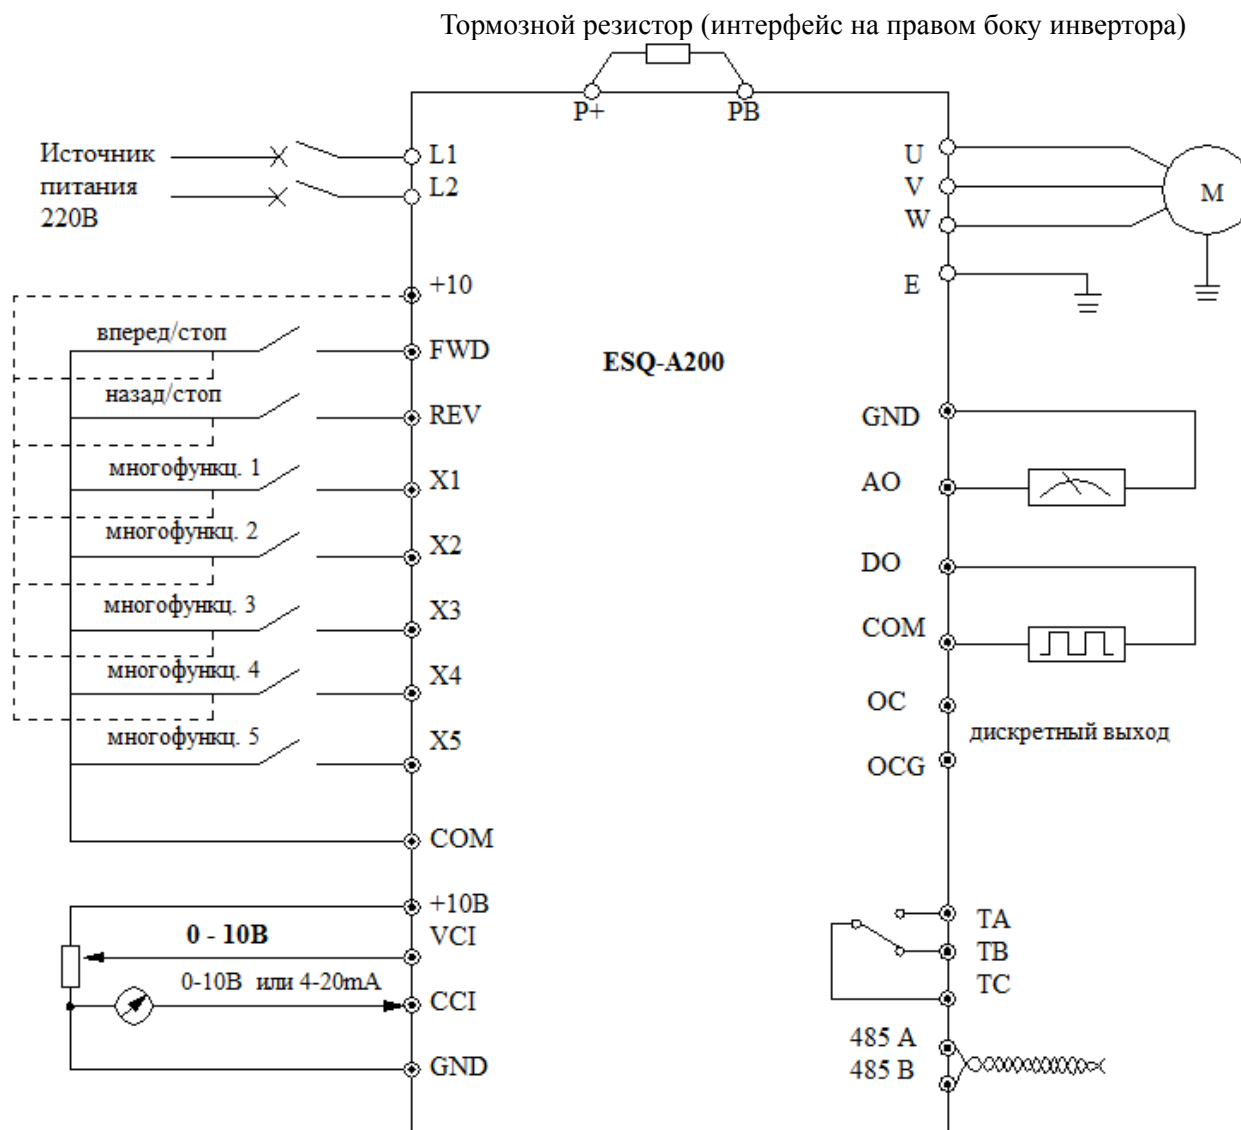 Тормозной резистор (интерфейс на правом боку инвертора)
P+
PB
Источник
питания
220В
L1
L2
U
V
W
M
E
+10
вперед/стоп
FWD
ESQ-A200
назад/стоп
REV
GND
многофункц. 1
X1
AO
многофункц. 2
X2
DO
многофункц. 3
X3
COM
многофункц. 4
X4
OC
дискретный выход
многофункц. 5
X5
OCG
COM
+10В
0 - 10В
VCI
0-10В или 4-20mA
CCI
GND
TA
TB
TC
485 A
485 B